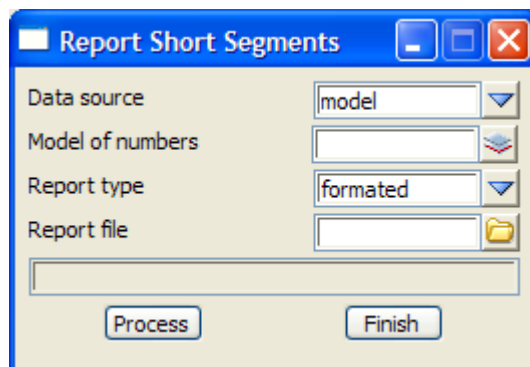 Report Short Segments
Data source model
Model of numbers
Report type formated
Report file
Process Finish